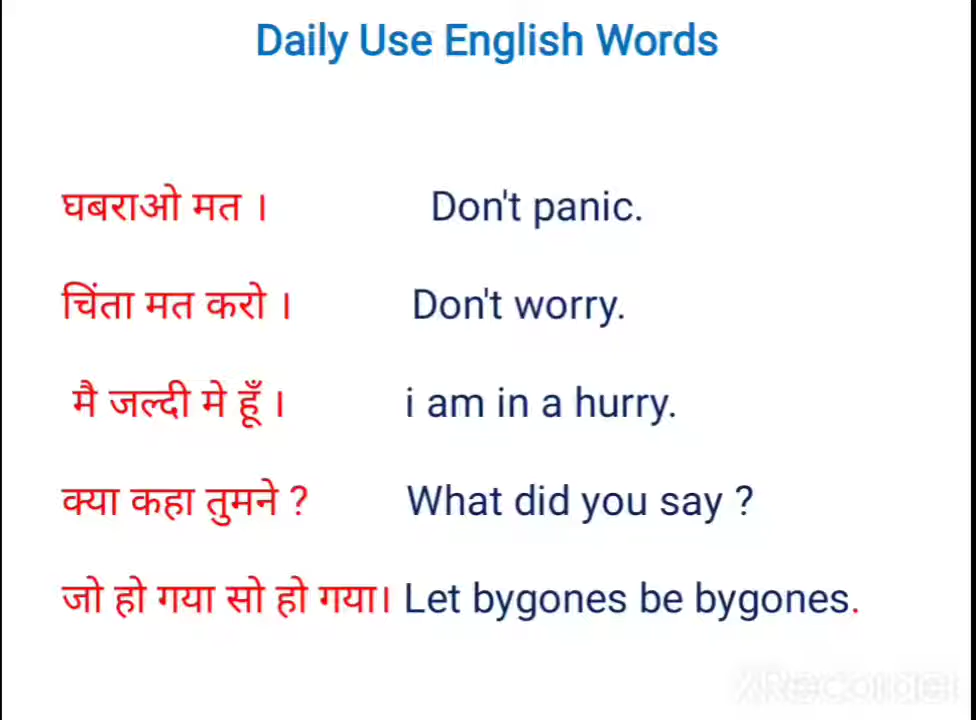 Daily Use English Words
घबराओ मत । Don't panic.
चिंता मत करो । Don't worry.
मै जल्दी मे हूँ । i am in a hurry.
क्या कहा तुमने ? What did you say ?
जो हो गया सो हो गया। Let bygones be bygones.
XRecorder